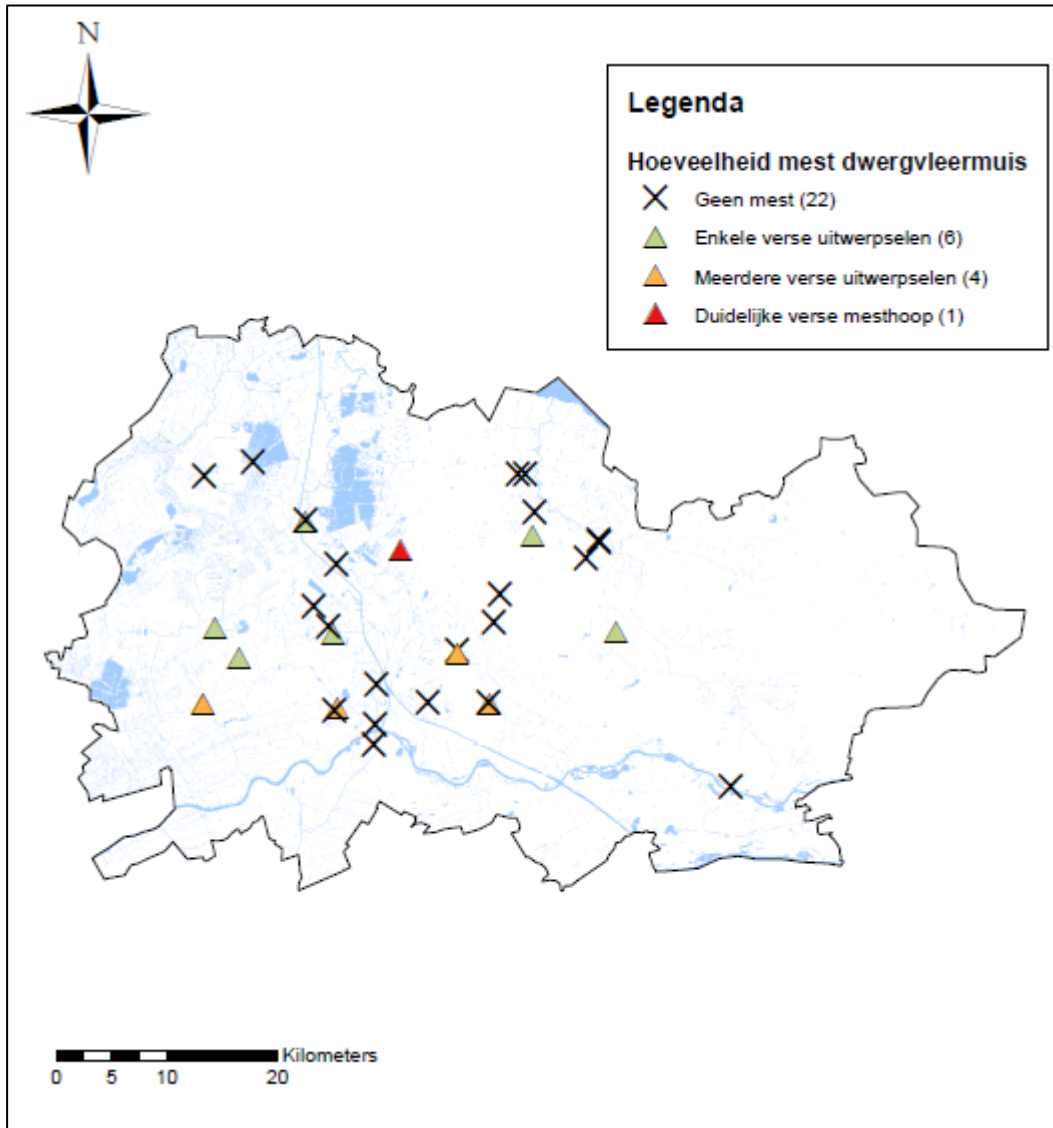 N
Legenda
Hoeveelheid mest dwergvleermuis
Geen mest (22)
Enkele verse uitwerpselen (6)
Meerdere verse uitwerpselen (4)
Duidelijke verse mesthoop (1)
Kilometers
0 5 10 20